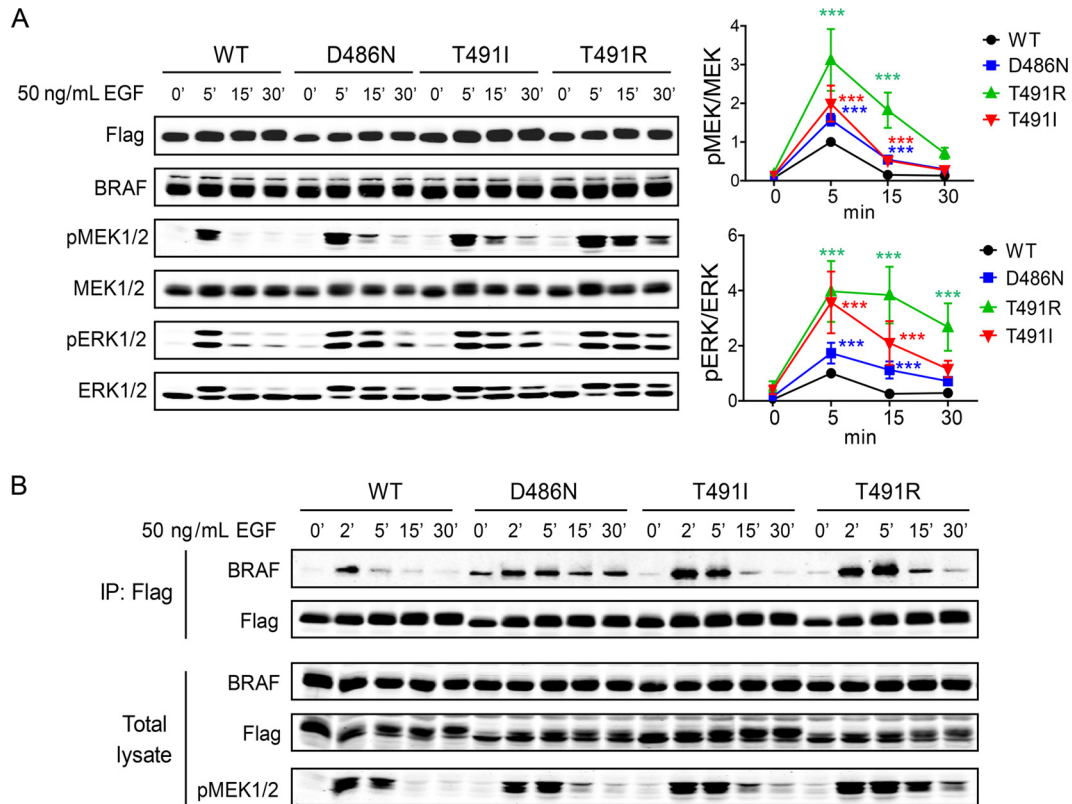 A
WT D486N T491I T491R
50 ng/mL EGF 0' 5' 15' 30' 0' 5' 15' 30' 0' 5' 15' 30' 0' 5' 15' 30'
Flag
BRAF
pMEK1/2
MEK1/2
pERK1/2
ERK1/2
pMEK/MEK
4
3
2
1
0
***
***
***
***
***
***
0 5 15 30
min
WT
D486N
T491R
T491I
pERK/ERK
6
4
2
0
***
***
***
***
***
***
***
0 5 15 30
min
WT
D486N
T491R
T491I
B
WT D486N T491I T491R
50 ng/mL EGF 0' 2' 5' 15' 30' 0' 2' 5' 15' 30' 0' 2' 5' 15' 30' 0' 2' 5' 15' 30'
IP: Flag
BRAF
Flag
Total
lysate
BRAF
Flag
pMEK1/2